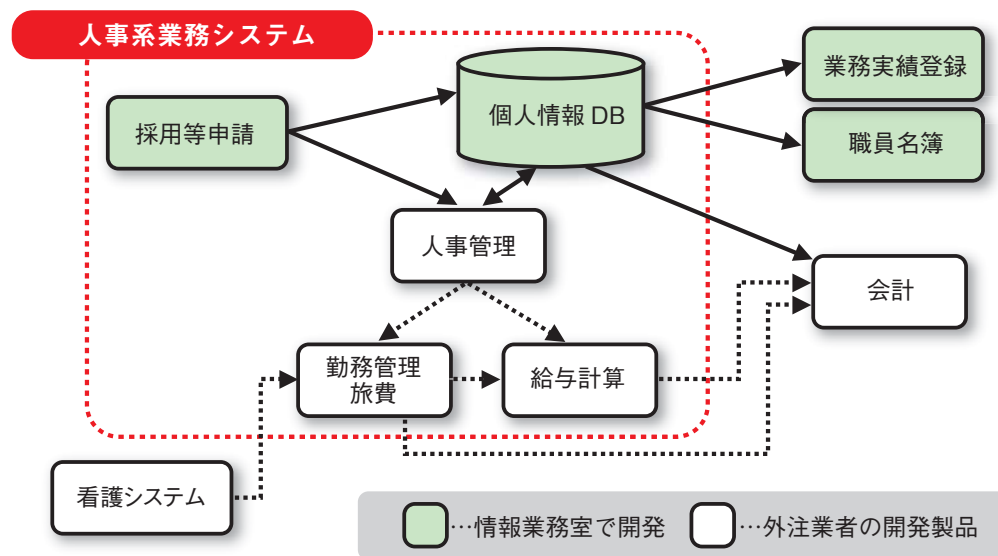 人事系業務システム
業務実績登録
個人情報 DB
採用等申請
職員名簿
人事管理
会計
勤務管理
旅費
給与計算
看護システム
…情報業務室で開発
…外注業者の開発製品